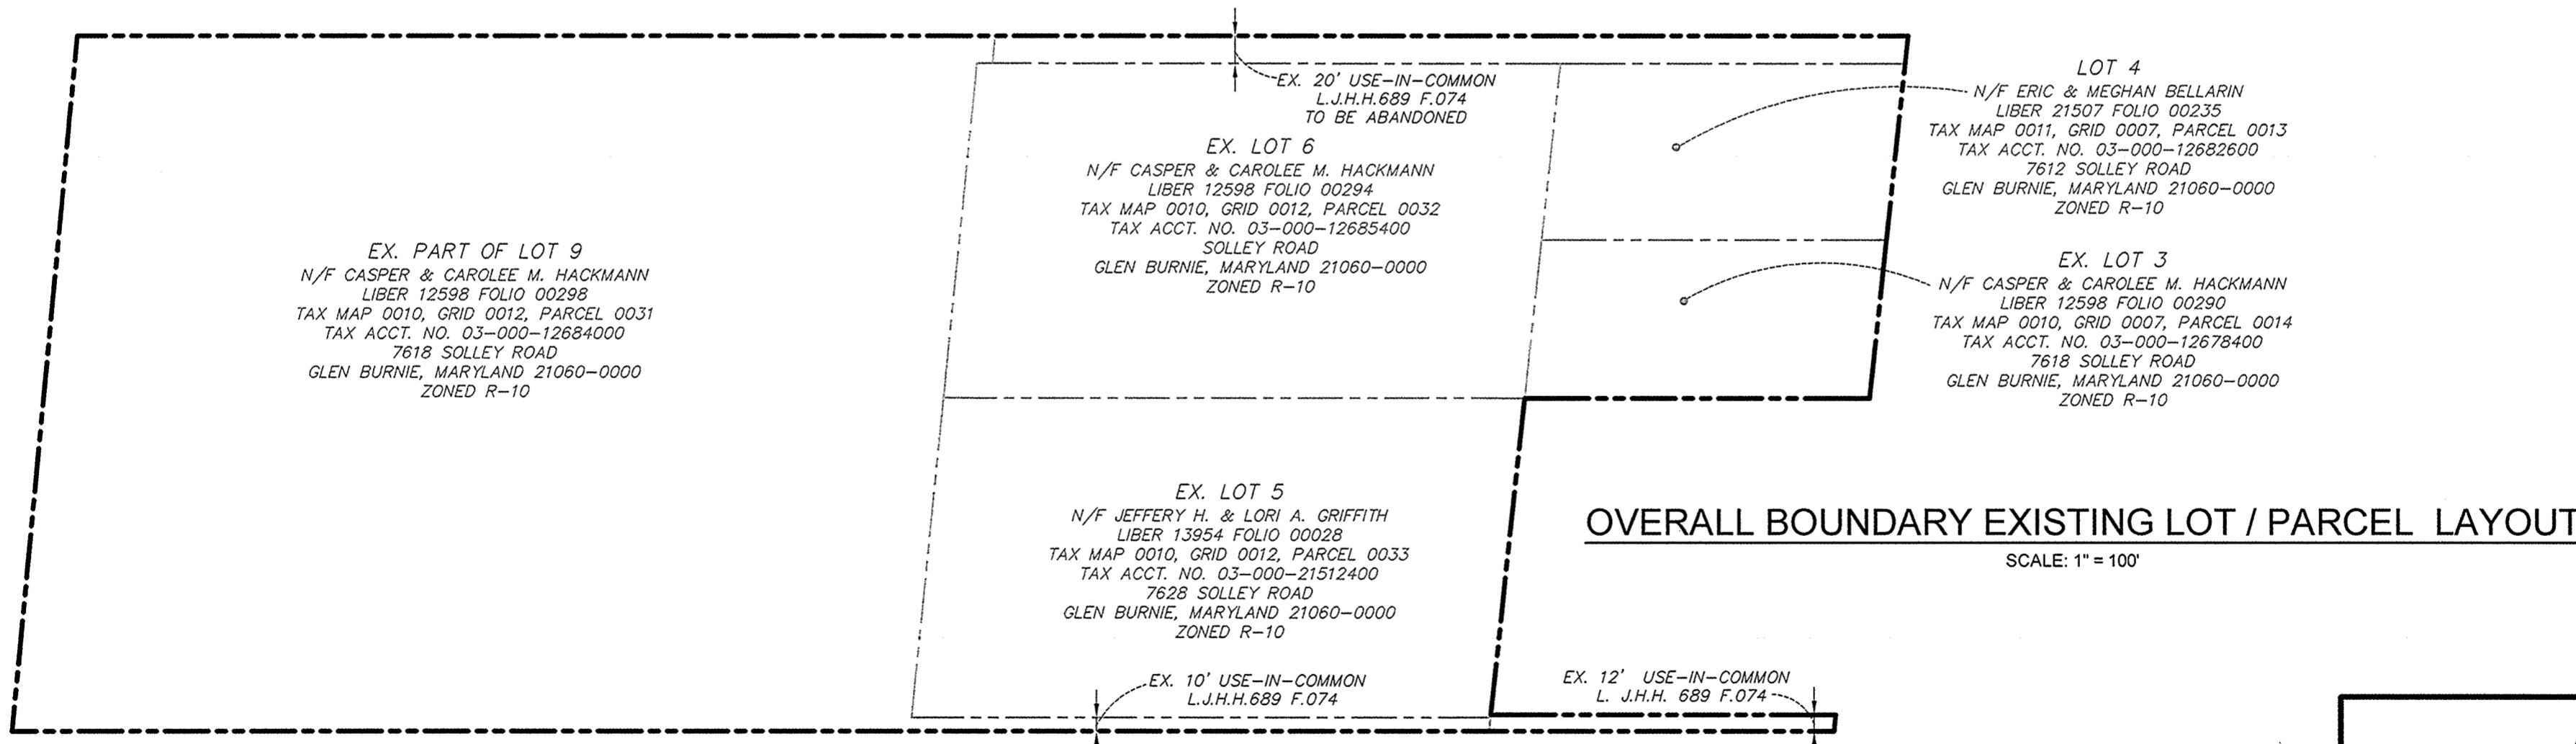 EX. 20' USE-IN-COMMON
L.J.H.H.689 F.074
TO BE ABANDONED
LOT 4
N/F ERIC & MEGHAN BELLARIN
LIBER 21507 FOLIO 00235
TAX MAP 0011, GRID 0007, PARCEL 0013
TAX ACCT. NO. 03-000-12682600
7612 SOLLEY ROAD
GLEN BURNIE, MARYLAND 21060-0000
ZONED R-10
EX. LOT 6
N/F CASPER & CAROLEE M. HACKMANN
LIBER 12598 FOLIO 00294
TAX MAP 0010, GRID 0012, PARCEL 0032
TAX ACCT. NO. 03-000-12685400
SOLLEY ROAD
GLEN BURNIE, MARYLAND 21060-0000
ZONED R-10
EX. PART OF LOT 9
N/F CASPER & CAROLEE M. HACKMANN
LIBER 12598 FOLIO 00298
TAX MAP 0010, GRID 0012, PARCEL 0031
TAX ACCT. NO. 03-000-12684000
7618 SOLLEY ROAD
GLEN BURNIE, MARYLAND 21060-0000
ZONED R-10
EX. LOT 3
N/F CASPER & CAROLEE M. HACKMANN
LIBER 12598 FOLIO 00290
TAX MAP 0010, GRID 0007, PARCEL 0014
TAX ACCT. NO. 03-000-12678400
7618 SOLLEY ROAD
GLEN BURNIE, MARYLAND 21060-0000
ZONED R-10
EX. LOT 5
N/F JEFFERY H. & LORI A. GRIFFITH
LIBER 13954 FOLIO 00028
TAX MAP 0010, GRID 0012, PARCEL 0033
TAX ACCT. NO. 03-000-21512400
7628 SOLLEY ROAD
GLEN BURNIE, MARYLAND 21060-0000
ZONED R-10
OVERALL BOUNDARY EXISTING LOT / PARCEL LAYOUT
SCALE: 1" = 100'
EX. 10' USE-IN-COMMON
L.J.H.H.689 F.074
EX. 12' USE-IN-COMMON
L. J.H.H. 689 F.074